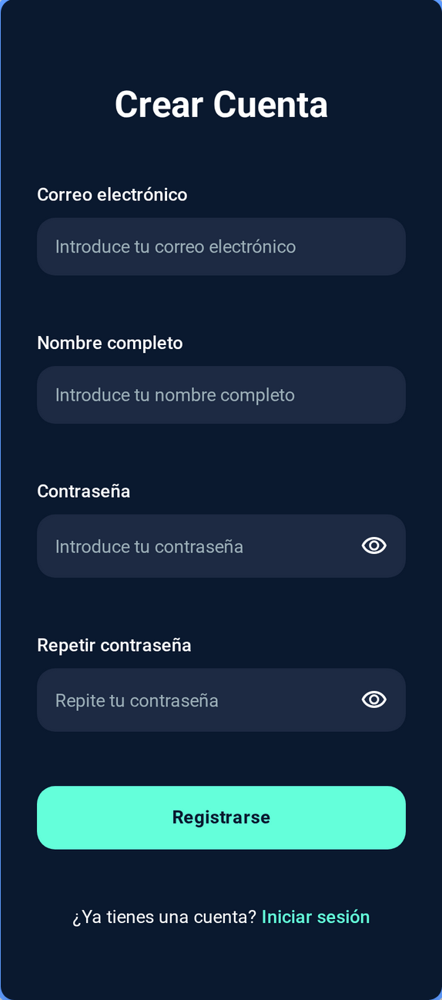 Crear Cuenta
Correo electrónico
Introduce tu correo electrónico
Nombre completo
Introduce tu nombre completo
Contraseña
Introduce tu contraseña
Repetir contraseña
Repite tu contraseña
Registrarse
¿Ya tienes una cuenta? Iniciar sesión